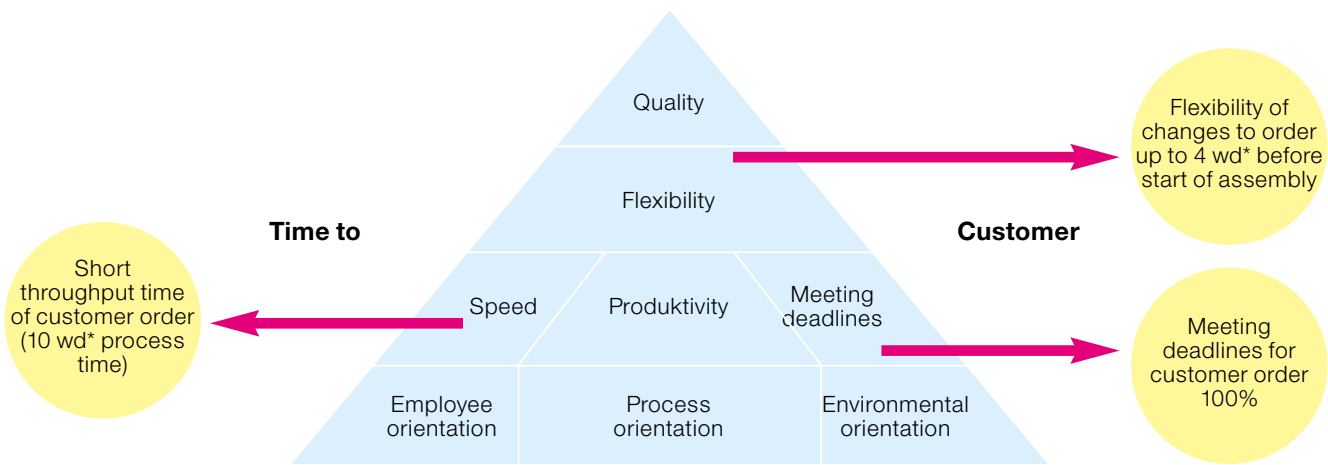 Quality
Flexibility of
changes to order
up to 4 wd* before
start of assembly
Flexibility
Time to
Customer
Short
throughput time
of customer order
(10 wd* process
time)
Speed
Produktivity
Meeting
deadlines
Meeting
deadlines for
customer order
100%
Employee
orientation
Process
orientation
Environmental
orientation